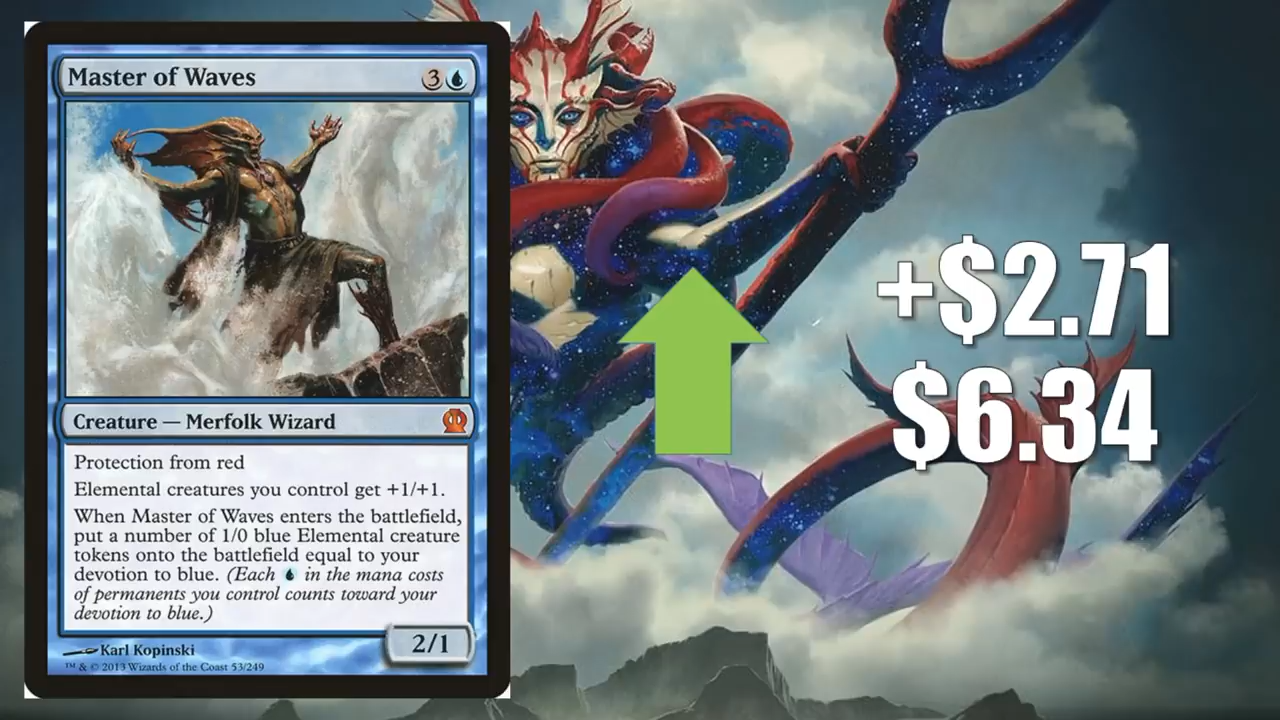 Master of Waves
3
Creature — Merfolk Wizard
Protection from red
Elemental creatures you control get +1/+1.
When Master of Waves enters the battlefield,
put a number of 1/0 blue Elemental creature
tokens onto the battlefield equal to your
devotion to blue. (Each in the mana costs
of permanents you control counts toward your
devotion to blue.)
2/1
Karl Kopinski
™ & © 2013 Wizards of the Coast 53/249
+$2.71
$6.34